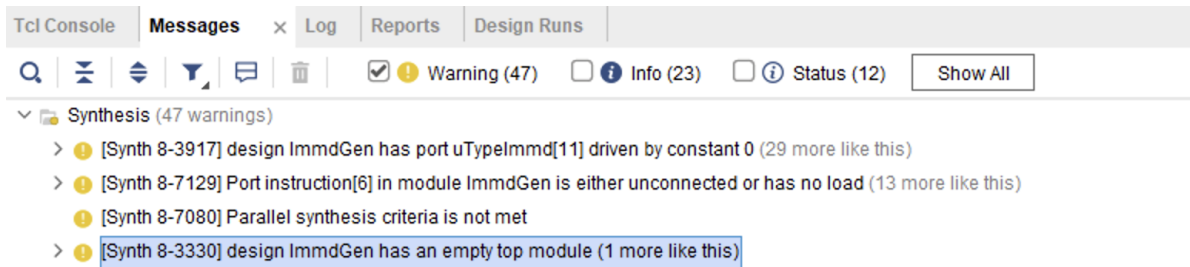 Tcl Console Messages × Log Reports Design Runs
Warning (47) Info (23) Status (12) Show All
Synthesis (47 warnings)
[Synth 8-3917] design ImmdGen has port uTypeImmd[11] driven by constant 0 (29 more like this)
[Synth 8-7129] Port instruction[6] in module ImmdGen is either unconnected or has no load (13 more like this)
[Synth 8-7080] Parallel synthesis criteria is not met
[Synth 8-3330] design ImmdGen has an empty top module (1 more like this)